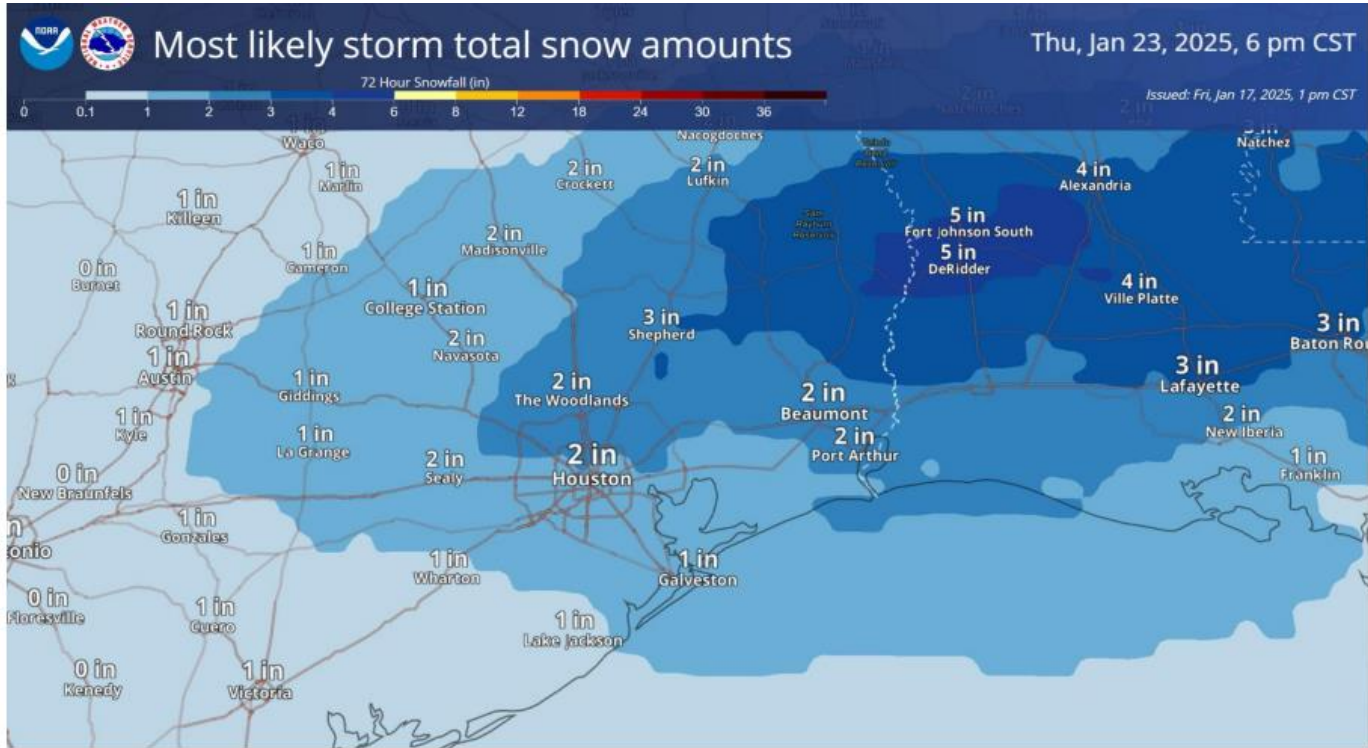 NOAA
Most likely storm total snow amounts
Thu, Jan 23, 2025, 6 pm CST
72 Hour Snowfall (in)
Issued: Fri, Jan 17, 2025, 1 pm CST
0 0.1 1 2 3 4 6 8 12 18 24 30 36
Waco
Nacogdoches
Natchez
1 in
Marlin
2 in
Crockett
2 in
Lufkin
4 in
Alexandria
1 in
Killeen
5 in
Fort Johnson South
Sam
Rayburn
Reservoir
2 in
Madisonville
1 in
Cameron
5 in
DeRidder
0 in
Burnet
1 in
College Station
4 in
Ville Platte
1 in
Round Rock
3 in
Shepherd
3 in
Baton Rou
2 in
Navasota
1 in
Austin
3 in
Lafayette
1 in
Giddings
2 in
The Woodlands
2 in
Beaumont
1 in
Kyle
2 in
New Iberia
1 in
La Grange
2 in
Port Arthur
2 in
Sealy
2 in
Houston
1 in
Franklin
0 in
New Braunfels
1 in
Gonzales
n
onio
1 in
Wharton
1 in
Galveston
0 in
Floresville
1 in
Cuero
1 in
Lake Jackson
0 in
Kenedy
1 in
Victoria